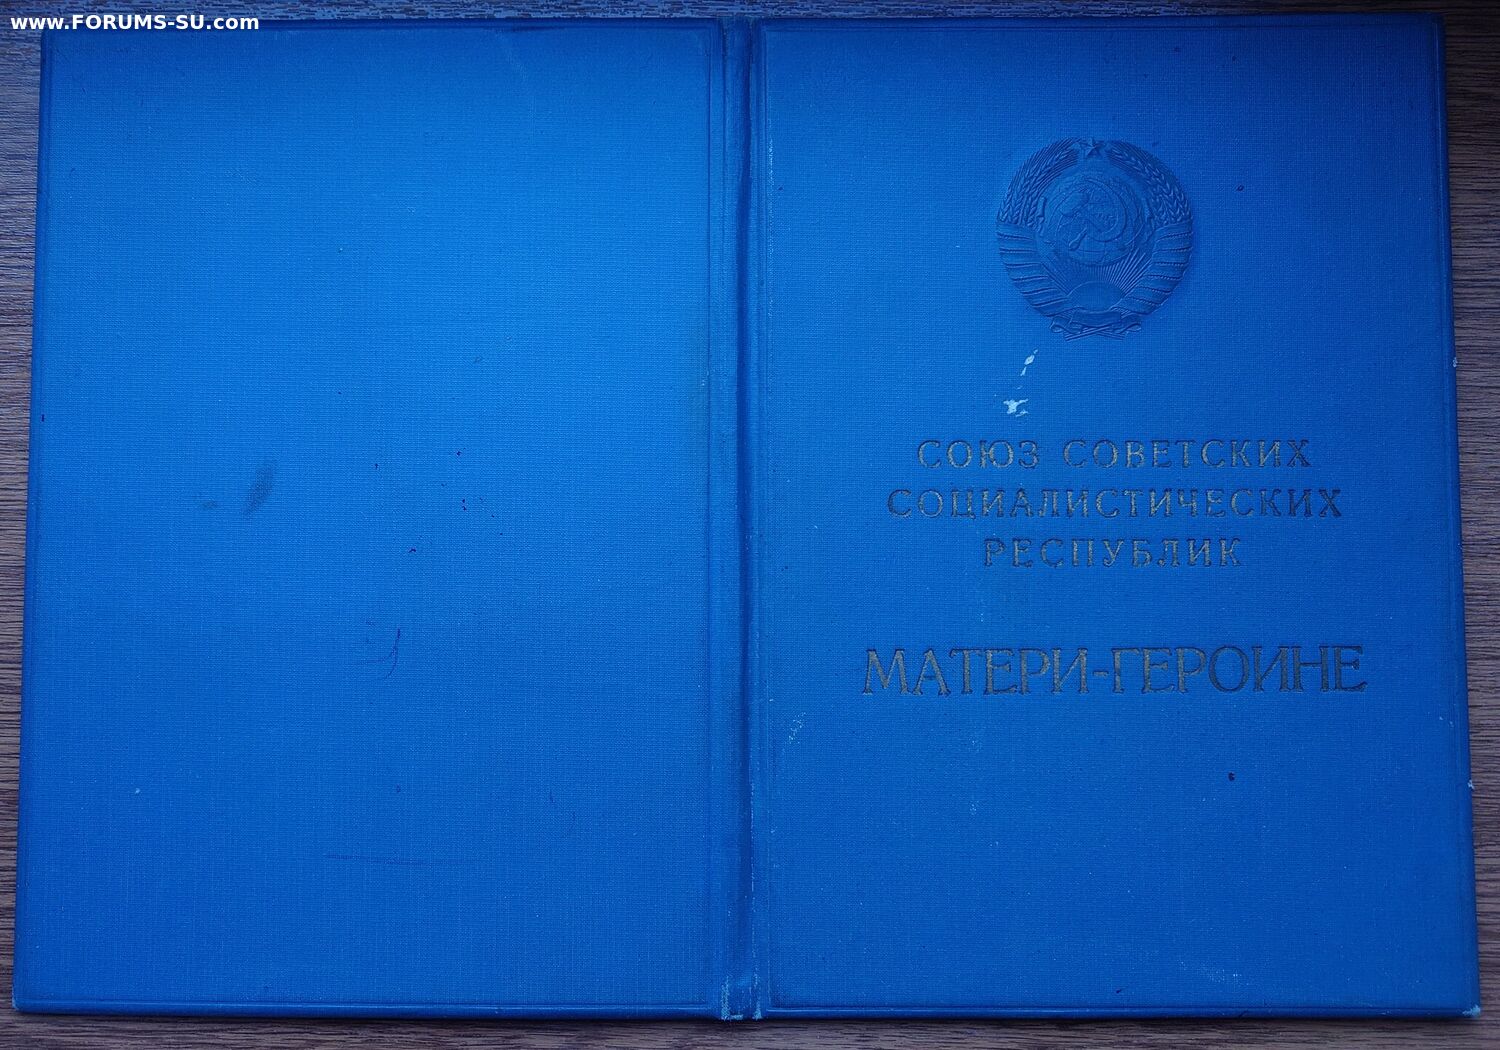 www.FORUMS-SU.com
СОЮЗ СОВЕТСКИХ
СОЦИАЛИСТИЧЕСКИХ
РЕСПУБЛИК
МАТЕРИ-ГЕРОИНЕ